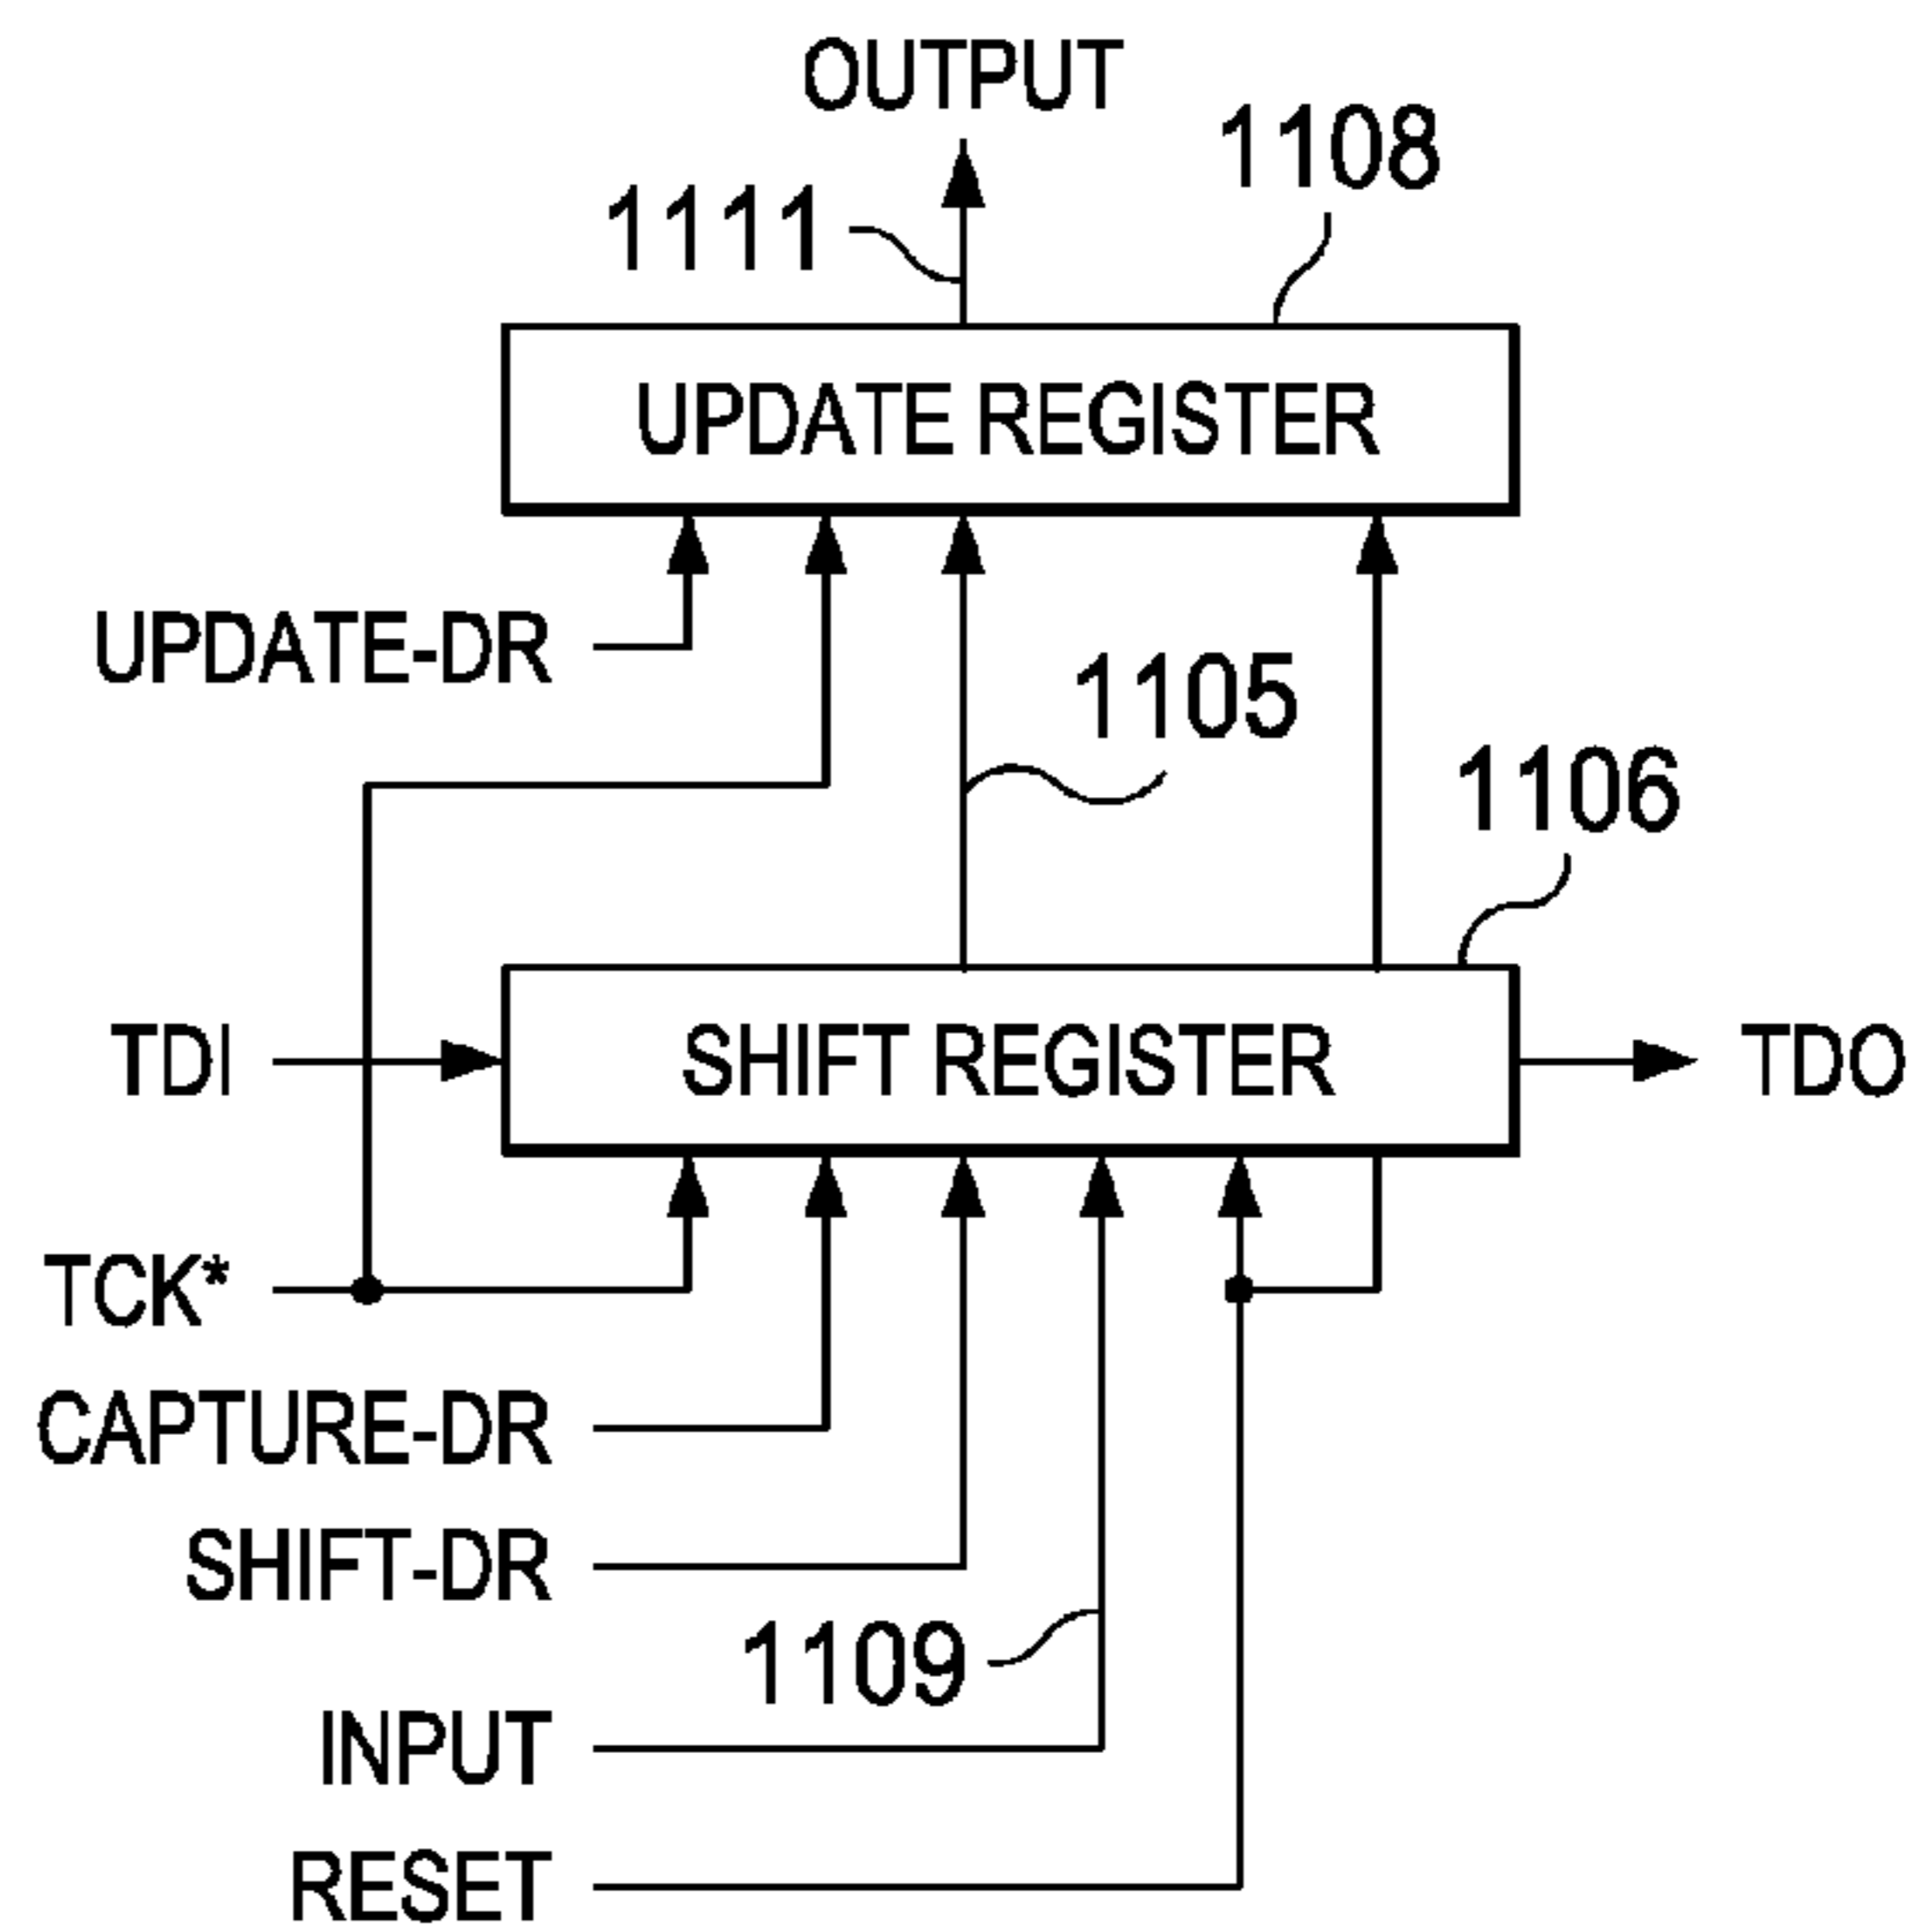 OUTPUT
1108
1111
UPDATE REGISTER
UPDATE-DR
1105
1106
TDI
SHIFT REGISTER
TDO
TCK*
CAPTURE-DR
SHIFT-DR
1109
INPUT
RESET